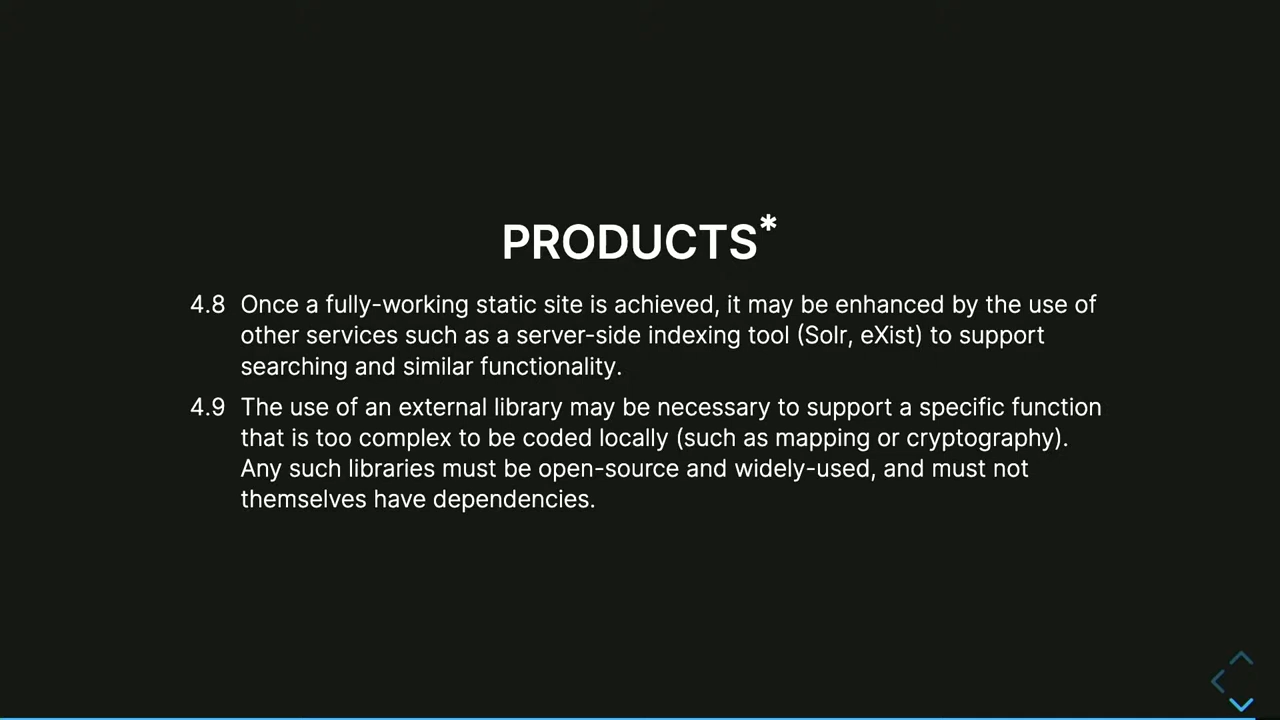 PRODUCTS*
4.8 Once a fully-working static site is achieved, it may be enhanced by the use of
other services such as a server-side indexing tool (Solr, eXist) to support
searching and similar functionality.
4.9 The use of an external library may be necessary to support a specific function
that is too complex to be coded locally (such as mapping or cryptography).
Any such libraries must be open-source and widely-used, and must not
themselves have dependencies.